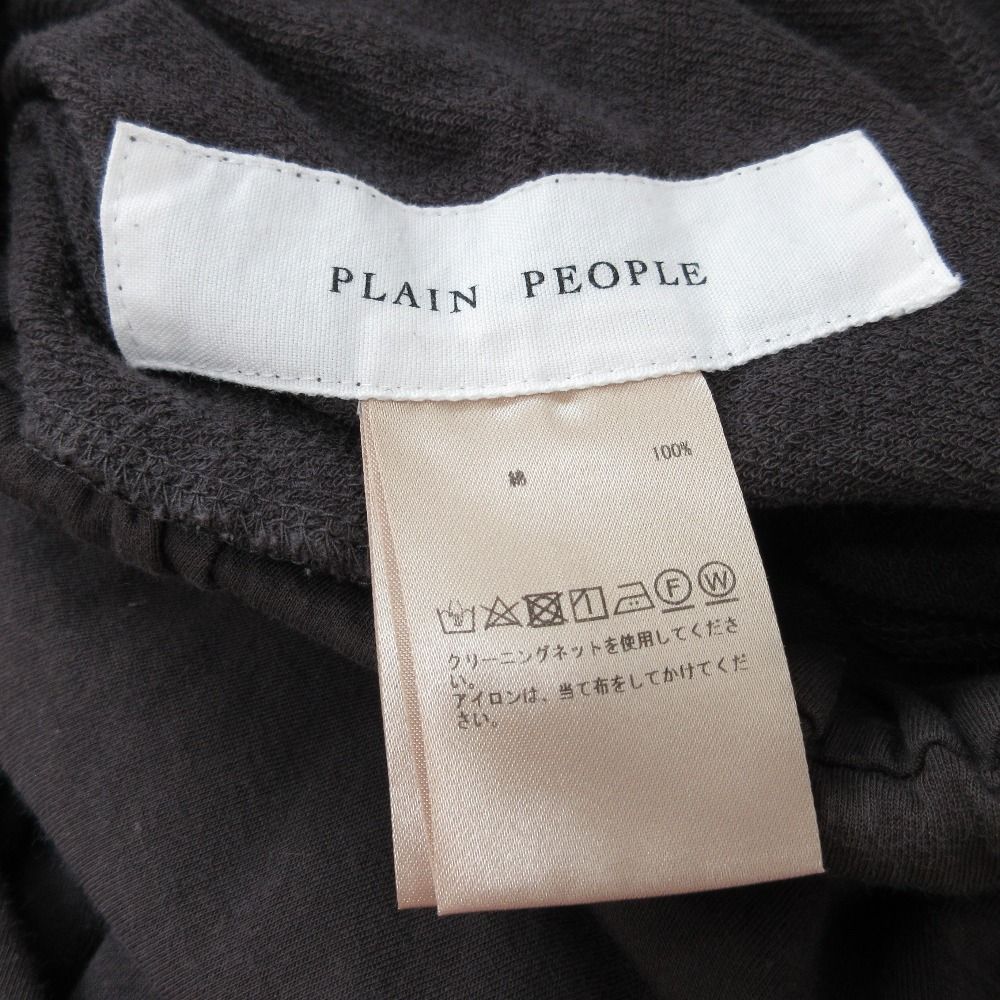 PLAIN PEOPLE
綿 100%
F W
クリーニングネットを使用してくださ
い。
アイロンは、当て布をしてかけてくだ
さい。